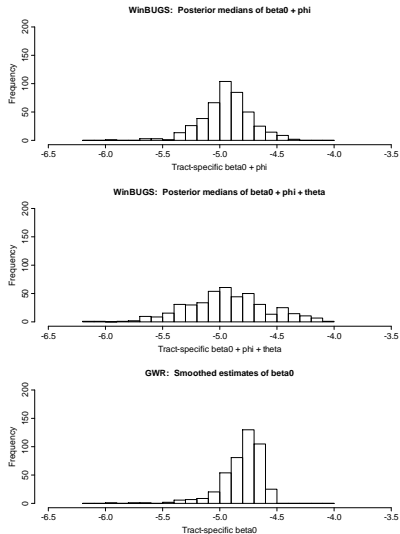 WinBUGS: Posterior medians of beta0 + phi
200
150
100
50
0
Frequency
-6.5 -6.0 -5.5 -5.0 -4.5 -4.0 -3.5
Tract-specific beta0 + phi
WinBUGS: Posterior medians of beta0 + phi + theta
200
150
100
50
0
Frequency
-6.5 -6.0 -5.5 -5.0 -4.5 -4.0 -3.5
Tract-specific beta0 + phi + theta
GWR: Smoothed estimates of beta0
200
150
100
50
0
Frequency
-6.5 -6.0 -5.5 -5.0 -4.5 -4.0 -3.5
Tract-specific beta0